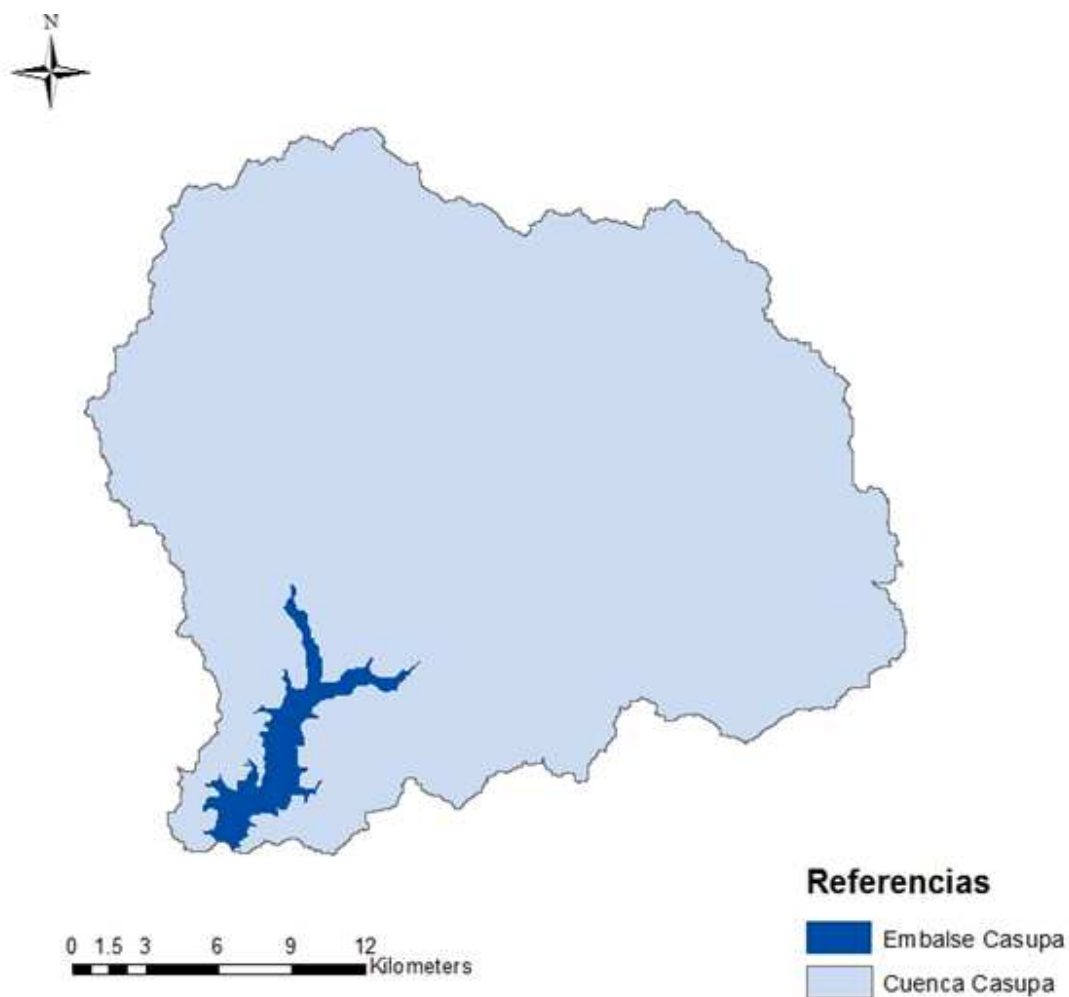 N
Referencias
Embalse Casupa
Cuenca Casupa
0 1.5 3 6 9 12
Kilometers